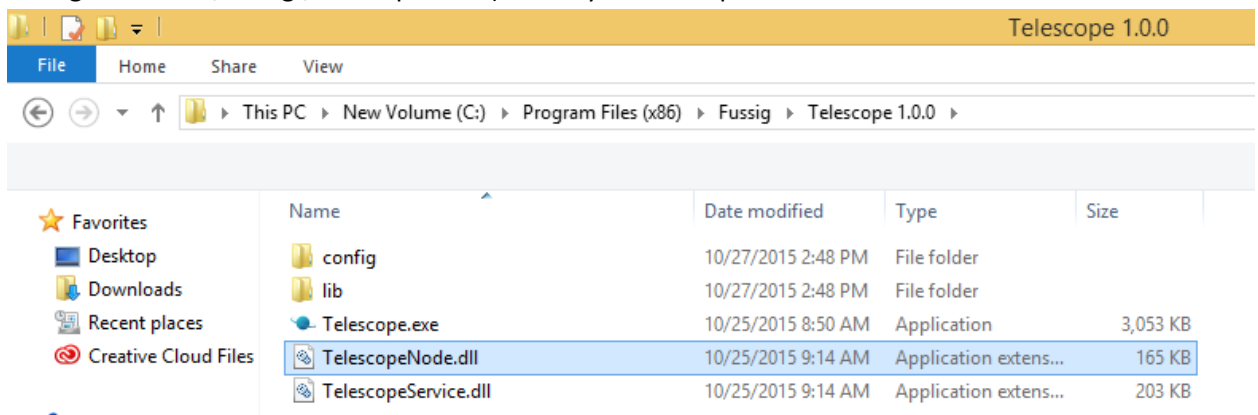 Telescope 1.0.0
File Home Share View
This PC New Volume (C:) Program Files (x86) Fussig Telescope 1.0.0
Name Date modified Type Size
Favorites
Desktop config 10/27/2015 2:48 PM File folder
Downloads lib 10/27/2015 2:48 PM File folder
Recent places Telescope.exe 10/25/2015 8:50 AM Application 3,053 KB
Creative Cloud Files TelescopeNode.dll 10/25/2015 9:14 AM Application extens... 165 KB
TelescopeService.dll 10/25/2015 9:14 AM Application extens... 203 KB